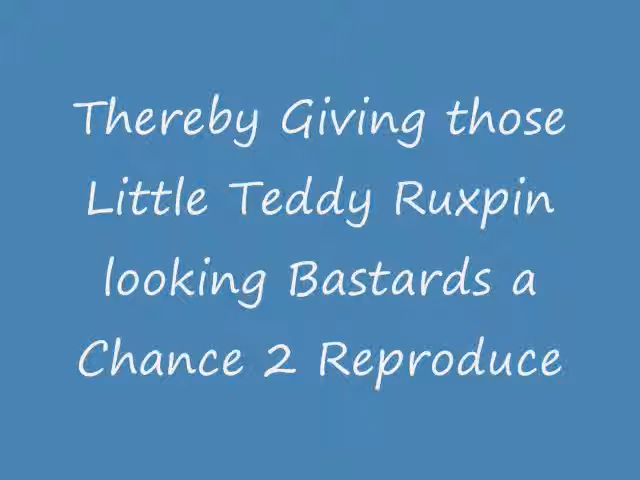 Thereby Giving those
Little Teddy Ruxpin
looking Bastards a
Chance 2 Reproduce